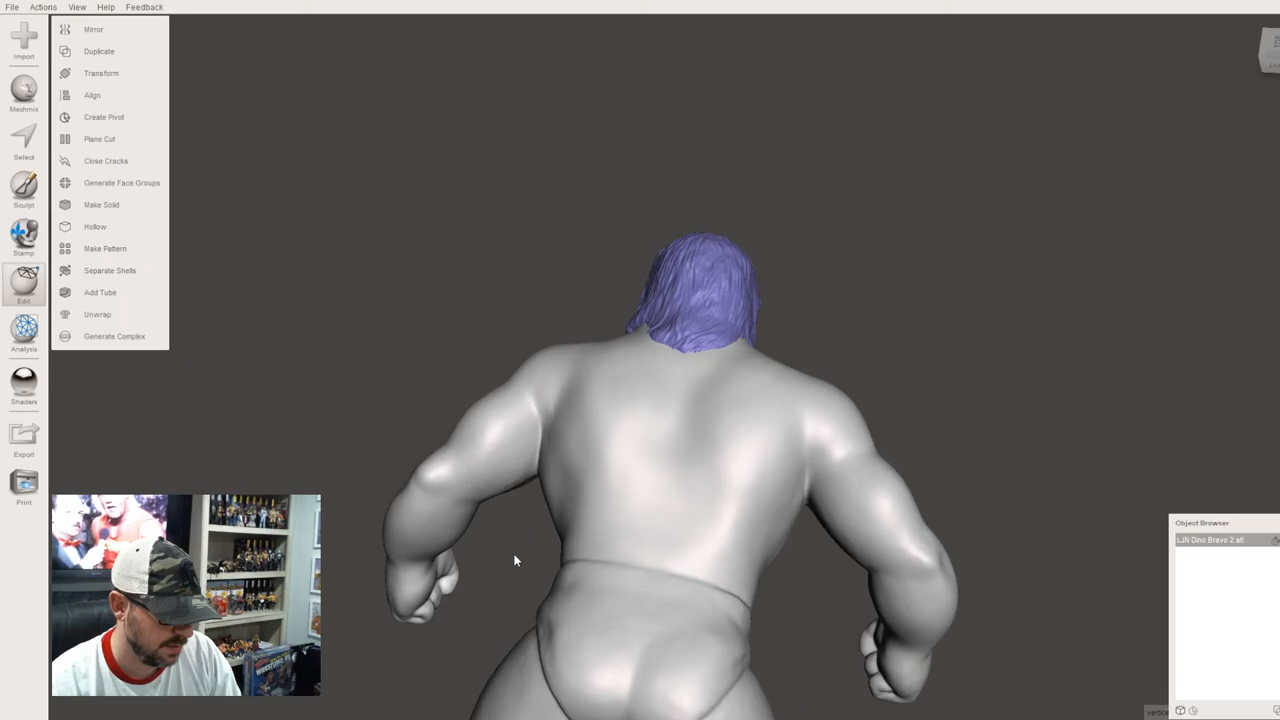 File Actions View Help Feedback
Import
Meshmix
Select
Sculpt
Stamp
Edit
Analysis
Shaders
Export
Print
Mirror
Duplicate
Transform
Align
Create Pivot
Plane Cut
Close Cracks
Generate Face Groups
Make Solid
Hollow
Make Pattern
Separate Shells
Add Tube
Unwrap
Generate Complex
Object Browser
LJN Dino Bravo 2.stl